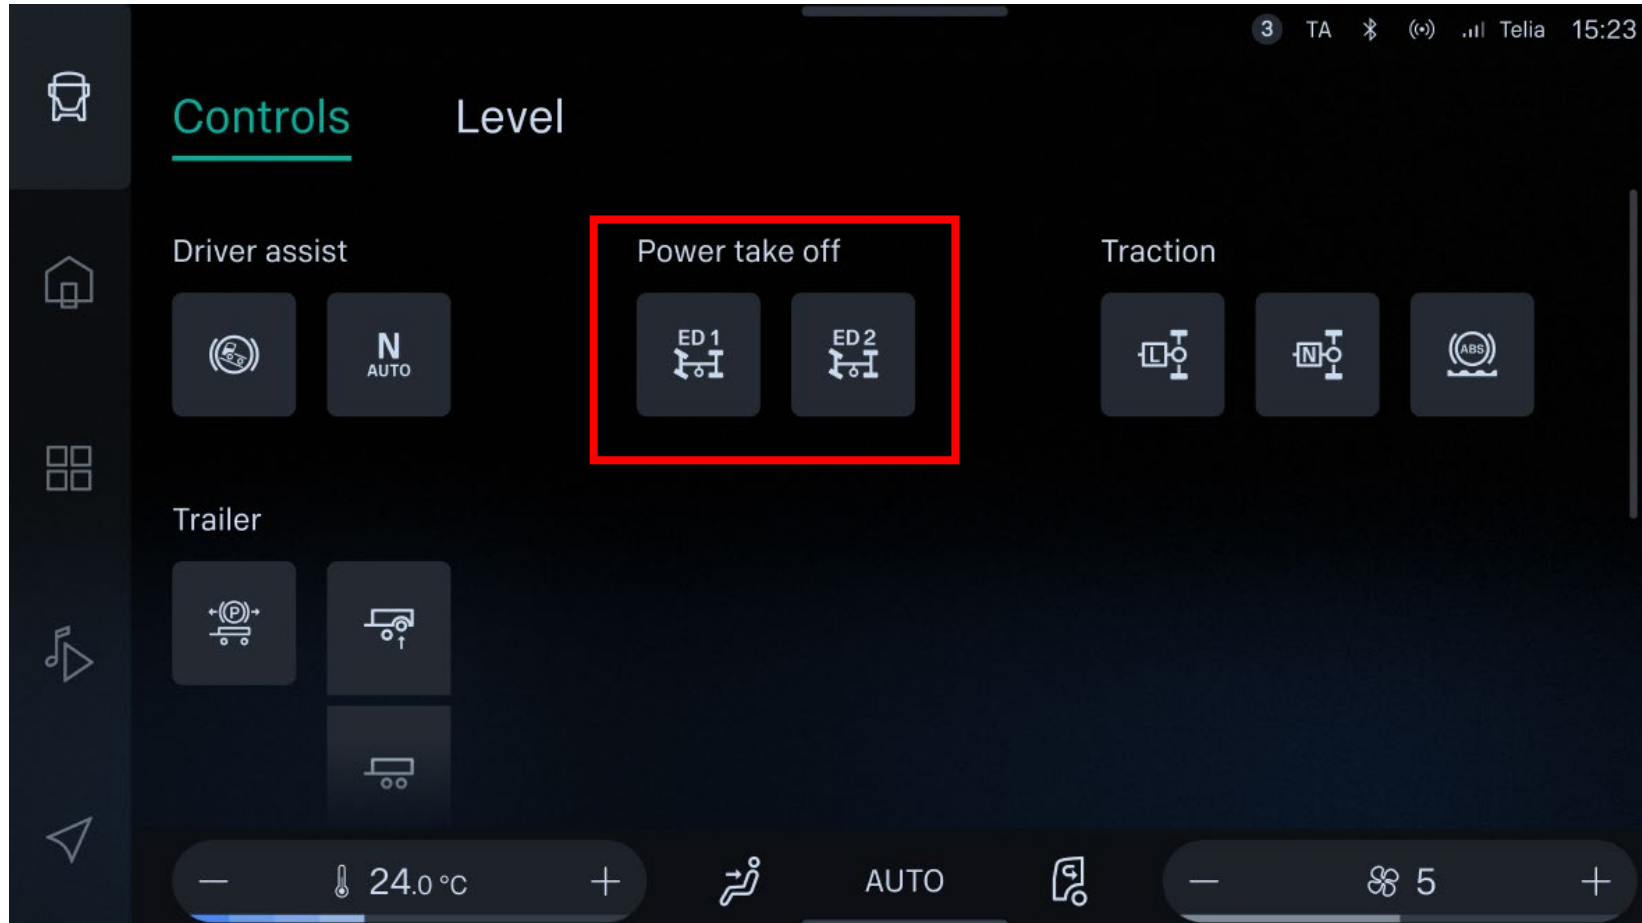 3 TA Telia 15:23
Controls Level
Driver assist Power take off Traction
N
AUTO
ED 1
ED 2
L
N
ABS
Trailer
P
24.0 °C AUTO 5